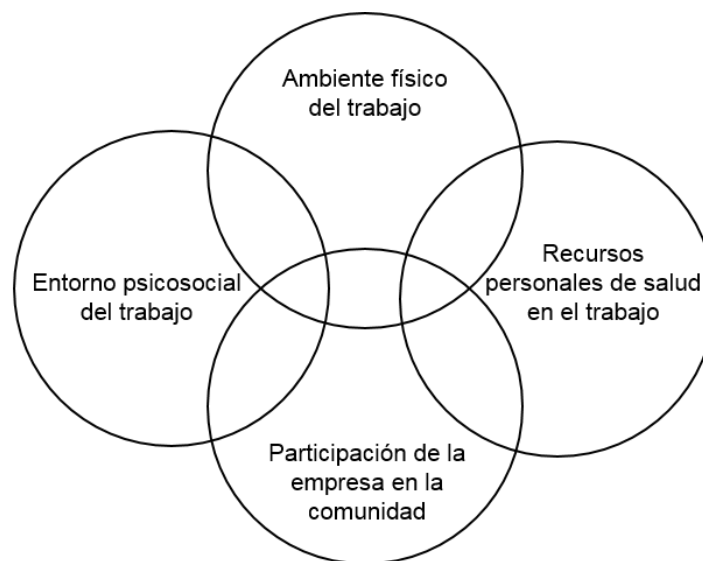 Ambiente físico
del trabajo
Entorno psicosocial
del trabajo
Recursos
personales de salud
en el trabajo
Participación de la
empresa en la
comunidad